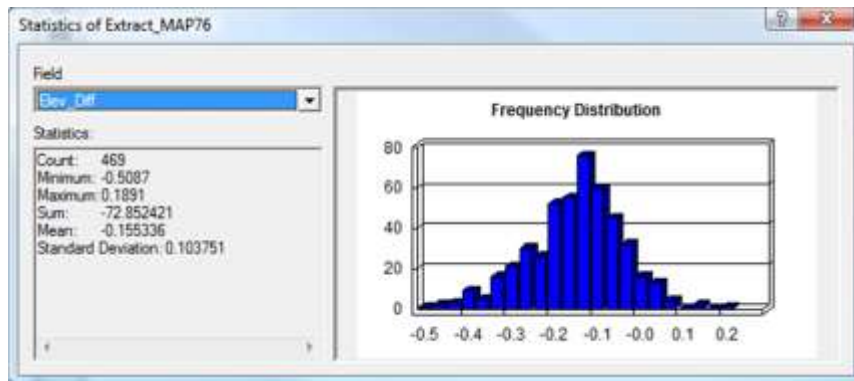 Statistics of Extract_MAP76
Field
Elev_Diff
Statistics:
Count: 469
Minimum: -0.5087
Maximum: 0.1891
Sum: -72.852421
Mean: -0.155336
Standard Deviation: 0.103751
Frequency Distribution
80
60
40
20
0
-0.5 -0.4 -0.3 -0.2 -0.1 -0.0 0.1 0.2